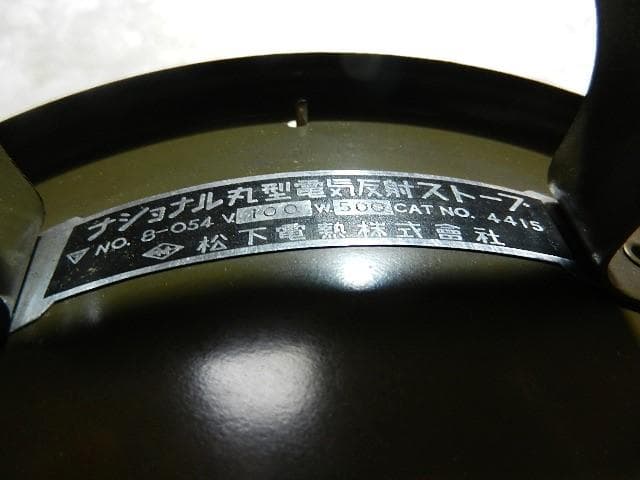 ナショナル丸型電気反射ストーブ
NO. 8-054 V. 100 W. 500 CAT NO. 4415
松下電熱株式會社